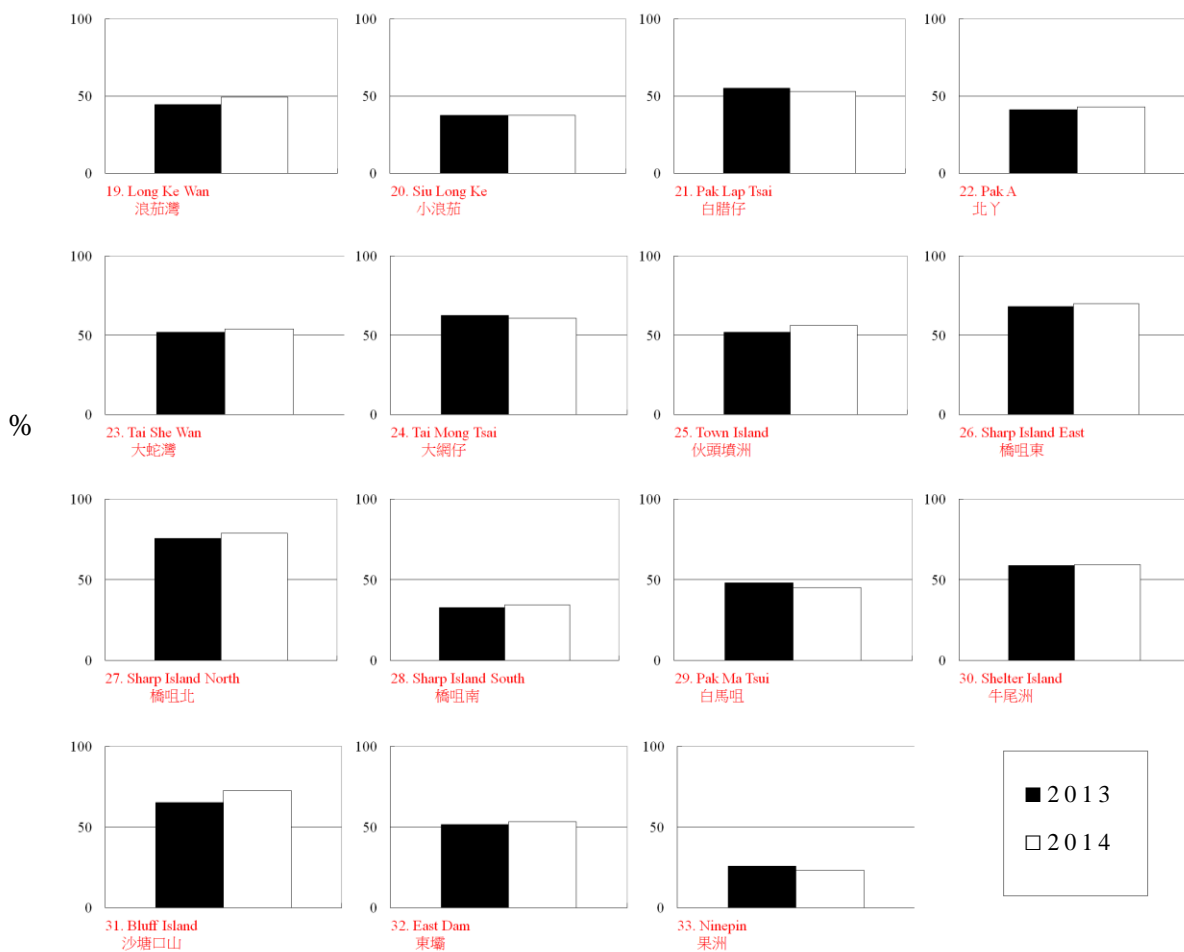 100
50
0
19. Long Ke Wan
浪茄灣
100
50
0
20. Siu Long Ke
小浪茄
100
50
0
21. Pak Lap Tsai
白腊仔
100
50
0
22. Pak A
北丫
%
100
50
0
23. Tai She Wan
大蛇灣
100
50
0
24. Tai Mong Tsai
大網仔
100
50
0
25. Town Island
伙頭墳洲
100
50
0
26. Sharp Island East
橋咀東
100
50
0
27. Sharp Island North
橋咀北
100
50
0
28. Sharp Island South
橋咀南
100
50
0
29. Pak Ma Tsui
白馬咀
100
50
0
30. Shelter Island
牛尾洲
100
50
0
31. Bluff Island
沙塘口山
100
50
0
32. East Dam
東壩
100
50
0
33. Ninepin
果洲
2013
2014